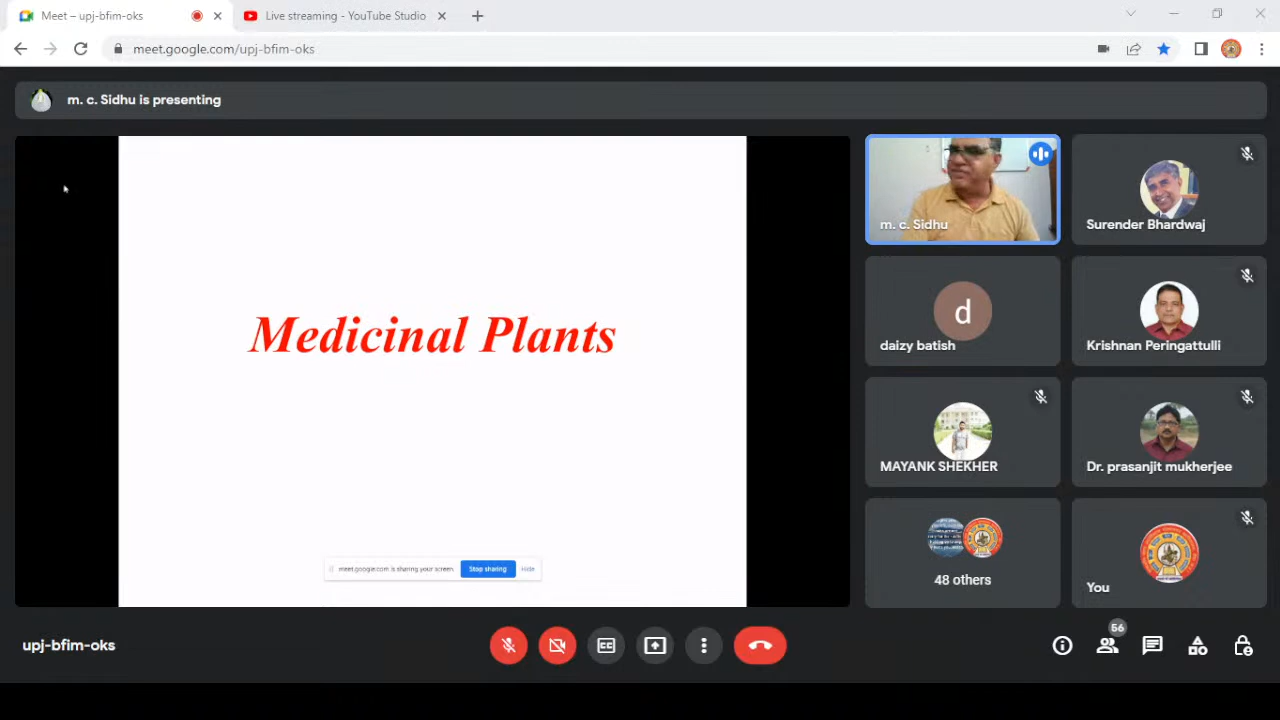 Meet – upj-bfim-oks
Live streaming - YouTube Studio
meet.google.com/upj-bfim-oks
m. c. Sidhu is presenting
Medicinal Plants
meet.google.com is sharing your screen.
Stop sharing
Hide
m. c. Sidhu
Surender Bhardwaj
d
daizy batish
Krishnan Peringattulli
MAYANK SHEKHER
Dr. prasanjit mukherjee
48 others
You
upj-bfim-oks
CC
56